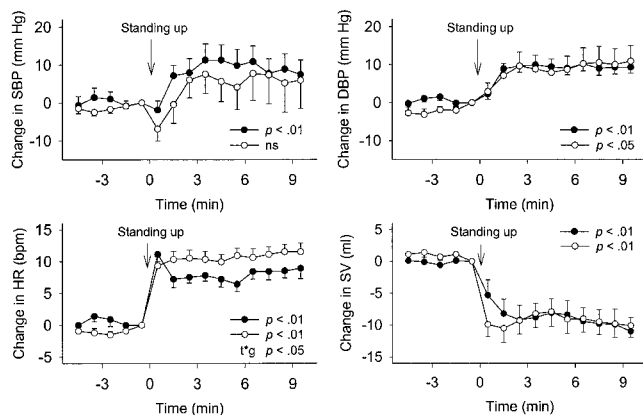 Standing up
Change in SBP (mm Hg)
20
10
0
-10
p < .01
ns
-3 0 3 6 9
Time (min)
Standing up
Change in DBP (mm Hg)
20
10
0
-10
p < .01
p < .05
-3 0 3 6 9
Time (min)
Standing up
Change in HR (bpm)
15
10
5
0
-5
p < .01
p < .01
t*g p < .05
-3 0 3 6 9
Time (min)
Standing up
p < .01
p < .01
Change in SV (ml)
5
0
-5
-10
-15
-3 0 3 6 9
Time (min)